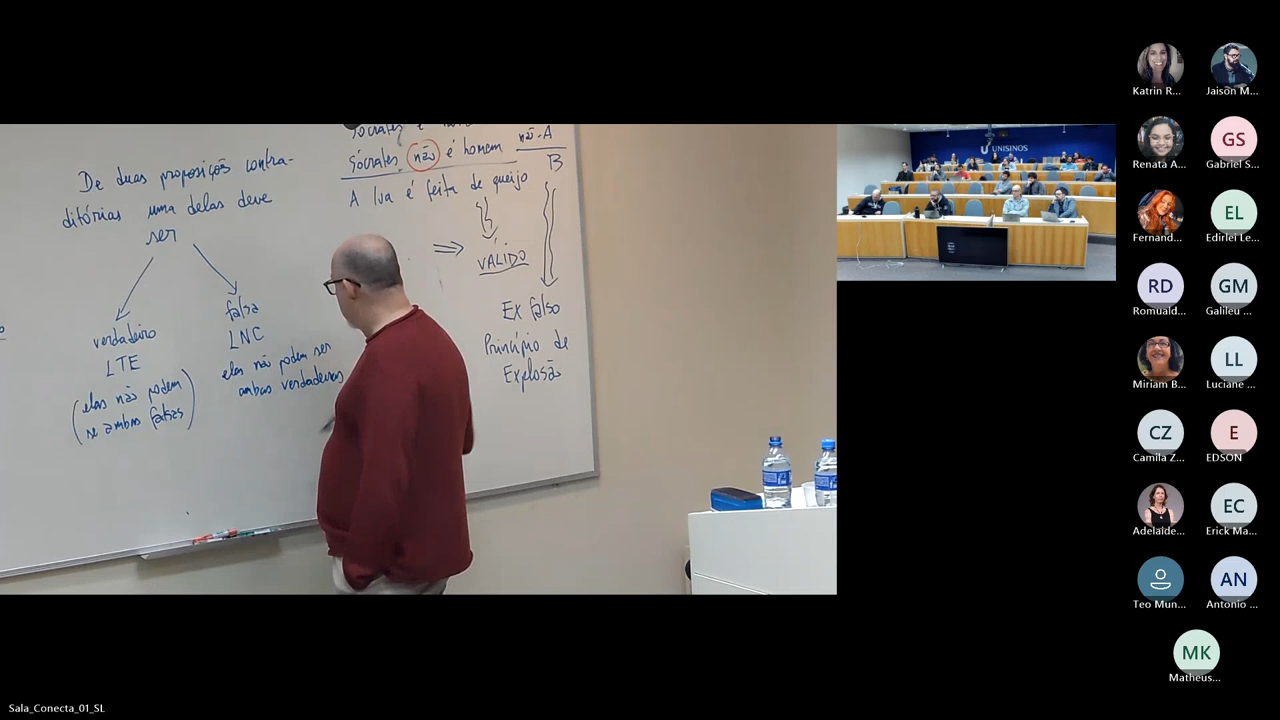 De duas proposições contra-
ditórias uma delas deve
ser
verdadeiro
LTE
(elas não podem
se ambas falsas)
falsa
LNC
elas não podem ser
ambas verdadeiras
Sócrates é
Sócrates não é homem
não-A
B
A lua é feita de queijo
⇒ VÁLIDO
Ex falso
Princípio de
Explosão
UNISINOS
Katrin R...
Jaison M...
Renata A...
GS
Gabriel S...
Fernand...
EL
Edirlei Le...
RD
Romuald...
GM
Galileu ...
Miriam B...
LL
Luciane ...
CZ
Camila Z...
E
EDSON
Adelaide...
EC
Erick Ma...
Teo Mun...
AN
Antonio ...
MK
Matheus...
Sala_Conecta_01_SL